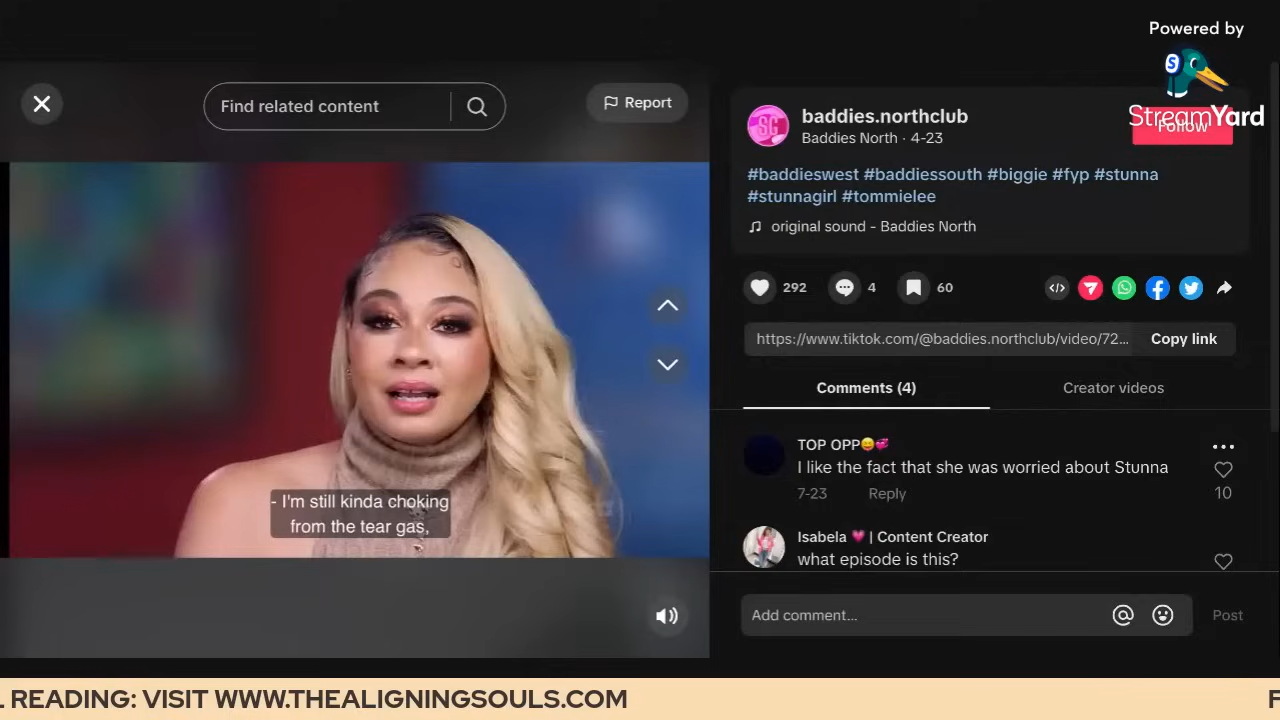 Powered by
StreamYard
Find related content
Report
baddies.northclub
Baddies North · 4-23
Follow
#baddieswest #baddiessouth #biggie #fyp #stunna
#stunnagirl #tommielee
original sound - Baddies North
292
4
60
https://www.tiktok.com/@baddies.northclub/video/72...
Copy link
Comments (4)
Creator videos
TOP OPP😄💞
I like the fact that she was worried about Stunna
7-23
Reply
10
Isabela 💗 | Content Creator
what episode is this?
- I'm still kinda choking
from the tear gas,
Add comment...
Post
READING: VISIT WWW.THEALIGNINGSOULS.COM